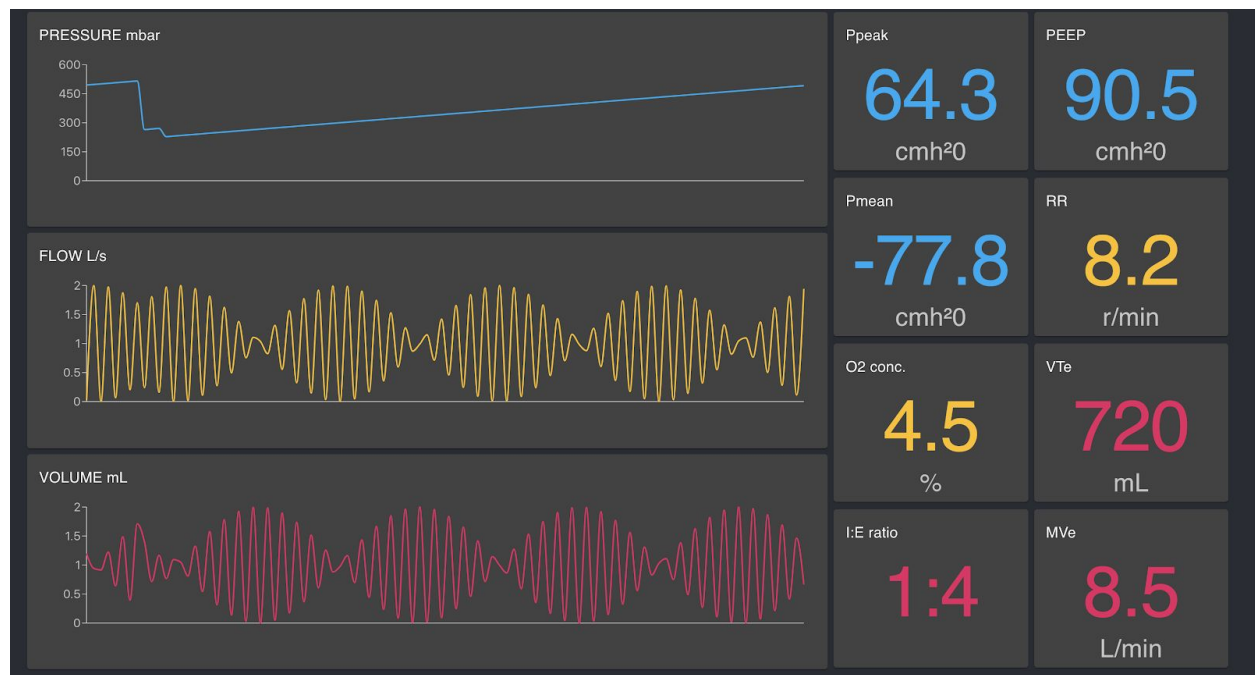 PRESSURE mbar
600
450
300
150
0
FLOW L/s
2
1.5
1
0.5
0
VOLUME mL
2
1.5
1
0.5
0
Ppeak
64.3
cmh²0
PEEP
90.5
cmh²0
Pmean
-77.8
cmh²0
RR
8.2
r/min
O2 conc.
4.5
%
VTe
720
mL
I:E ratio
1:4
MVe
8.5
L/min